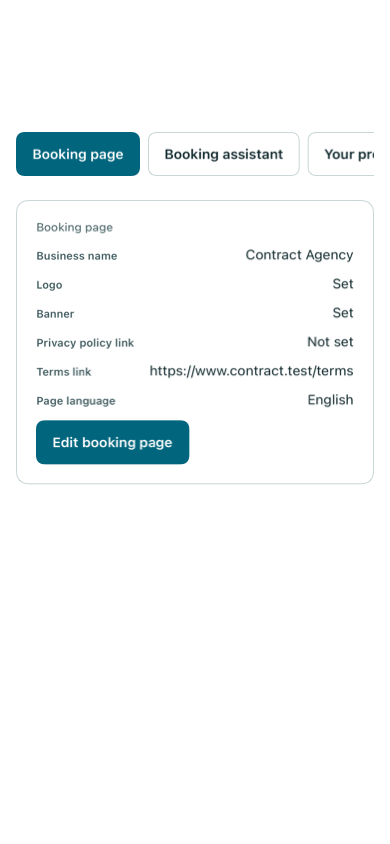 Booking page
Booking assistant
Your pr
Booking page
Business name Contract Agency
Logo Set
Banner Set
Privacy policy link Not set
Terms link https://www.contract.test/terms
Page language English
Edit booking page